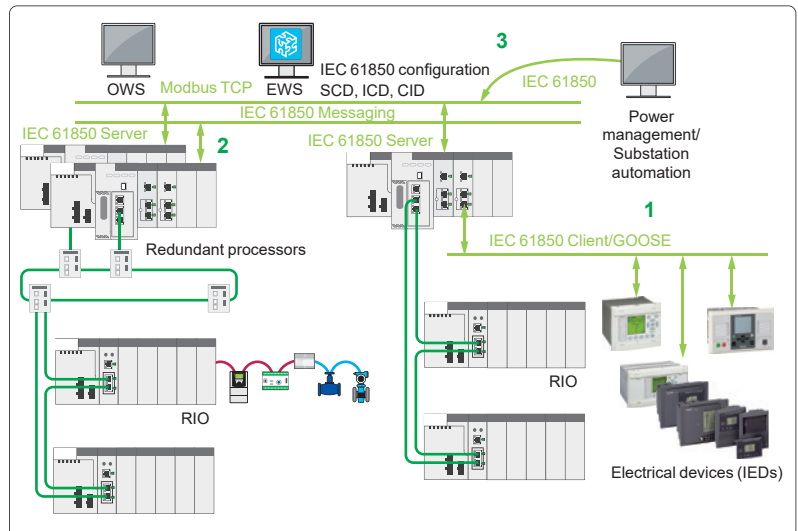 3
OWS
EWS
Modbus TCP
IEC 61850 configuration
SCD, ICD, CID
IEC 61850
IEC 61850 Messaging
Power
management/
Substation
automation
IEC 61850 Server
2
IEC 61850 Server
1
IEC 61850 Client/GOOSE
Redundant processors
RIO
RIO
Electrical devices (IEDs)